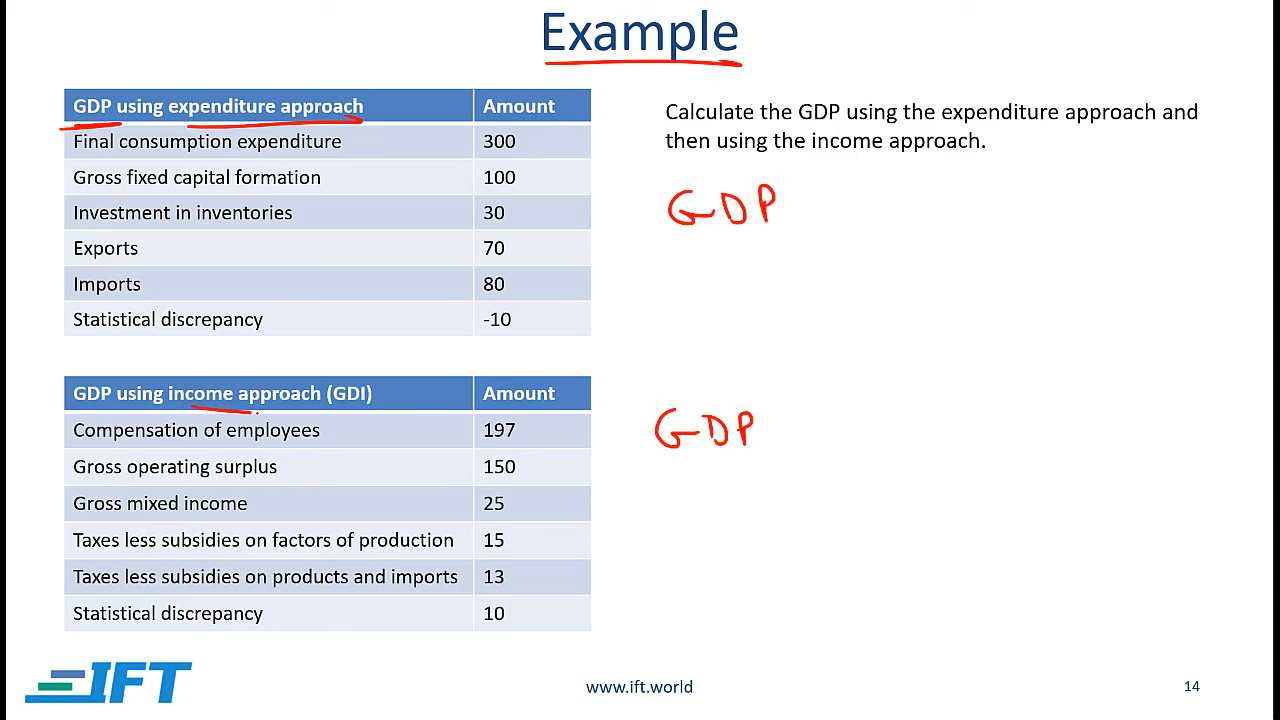 Example
GDP using expenditure approach Amount
Final consumption expenditure 300
Gross fixed capital formation 100
Investment in inventories 30
Exports 70
Imports 80
Statistical discrepancy -10
Calculate the GDP using the expenditure approach and
then using the income approach.
GDP
GDP using income approach (GDI) Amount
Compensation of employees 197
Gross operating surplus 150
Gross mixed income 25
Taxes less subsidies on factors of production 15
Taxes less subsidies on products and imports 13
Statistical discrepancy 10
GDP
IFT
www.ift.world
14